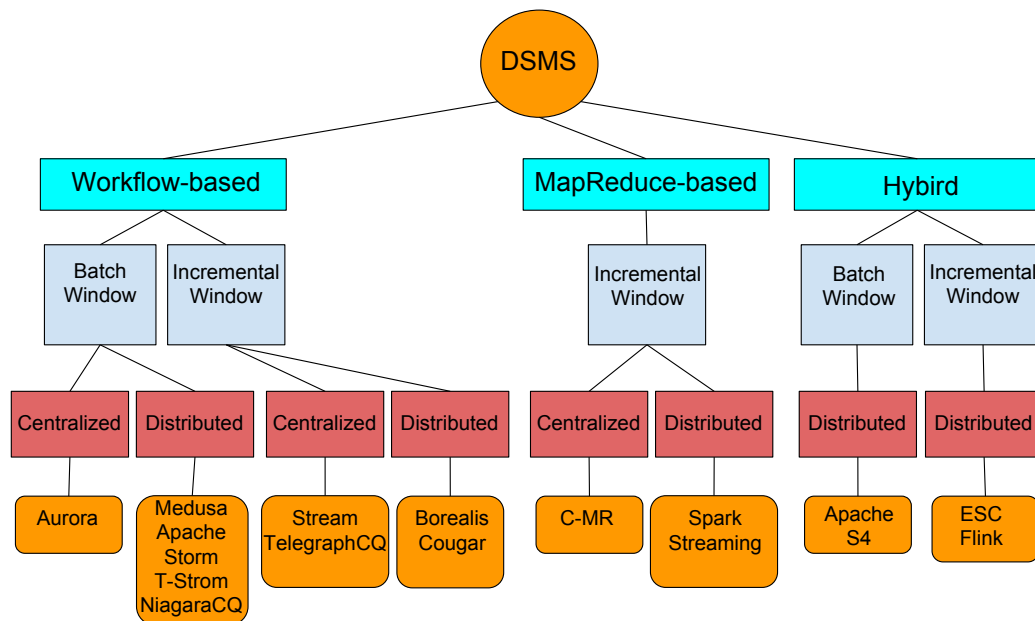 DSMS
Workflow-based
MapReduce-based
Hybird
Batch
Window
Incremental
Window
Incremental
Window
Batch
Window
Incremental
Window
Centralized
Distributed
Centralized
Distributed
Centralized
Distributed
Distributed
Distributed
Aurora
Medusa
Apache
Storm
T-Strom
NiagaraCQ
Stream
TelegraphCQ
Borealis
Cougar
C-MR
Spark
Streaming
Apache
S4
ESC
Flink